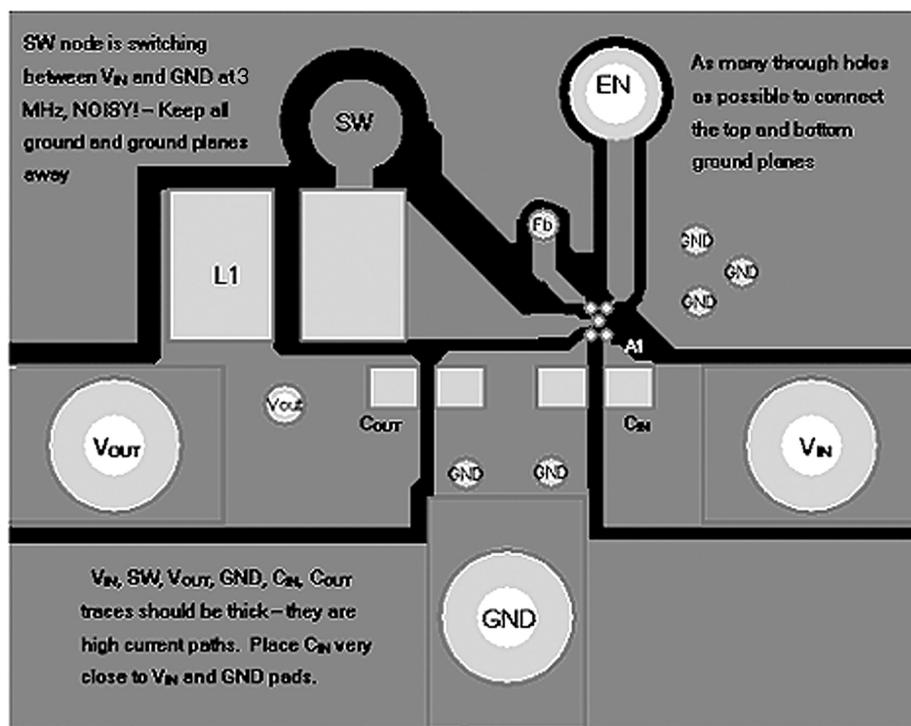 SW node is switching
between VIN and GND at 3
MHz, NOISY! – Keep all
ground and ground planes
away
SW
EN
As many through holes
as possible to connect
the top and bottom
ground planes
Fb
GND
GND
GND
L1
A1
Vout
COUT
CIN
VOUT
VIN
GND
GND
VIN, SW, VOUT, GND, CIN, COUT
traces should be thick – they are
high current paths. Place CIN very
close to VIN and GND pads.
GND